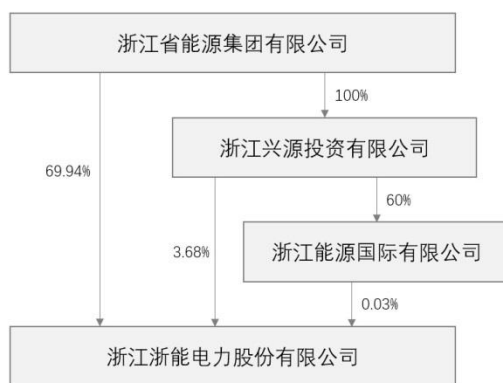 浙江省能源集团有限公司
100%
浙江兴源投资有限公司
69.94%
60%
3.68%
浙江能源国际有限公司
0.03%
浙江浙能电力股份有限公司